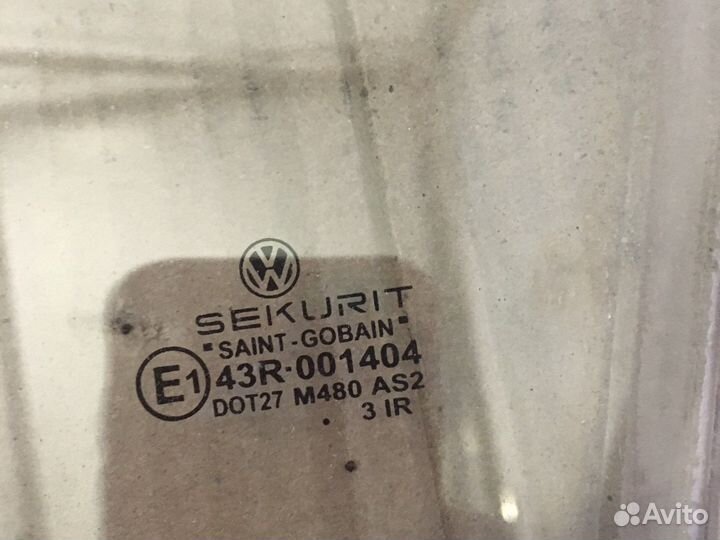 SEKURIT
"SAINT-GOBAIN"
E1 43R-001404
DOT27 M480 AS2
. 3 IR
Avito